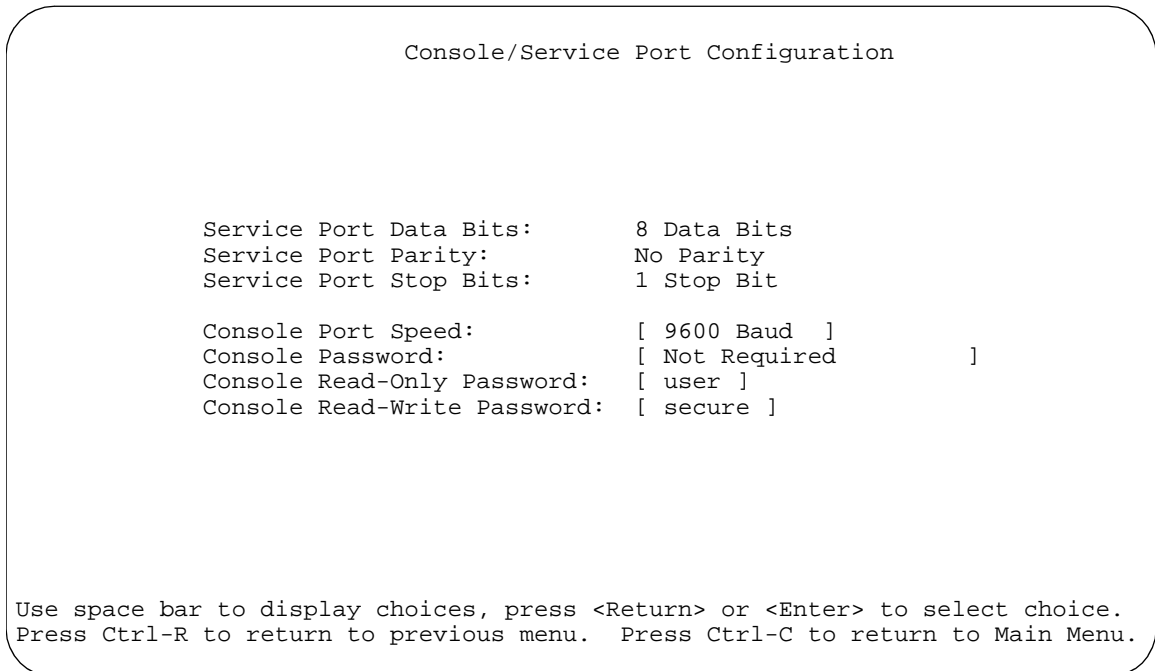 Console/Service Port Configuration
Service Port Data Bits: 8 Data Bits
Service Port Parity: No Parity
Service Port Stop Bits: 1 Stop Bit
Console Port Speed: [ 9600 Baud ]
Console Password: [ Not Required ]
Console Read-Only Password: [ user ]
Console Read-Write Password: [ secure ]
Use space bar to display choices, press <Return> or <Enter> to select choice.
Press Ctrl-R to return to previous menu. Press Ctrl-C to return to Main Menu.